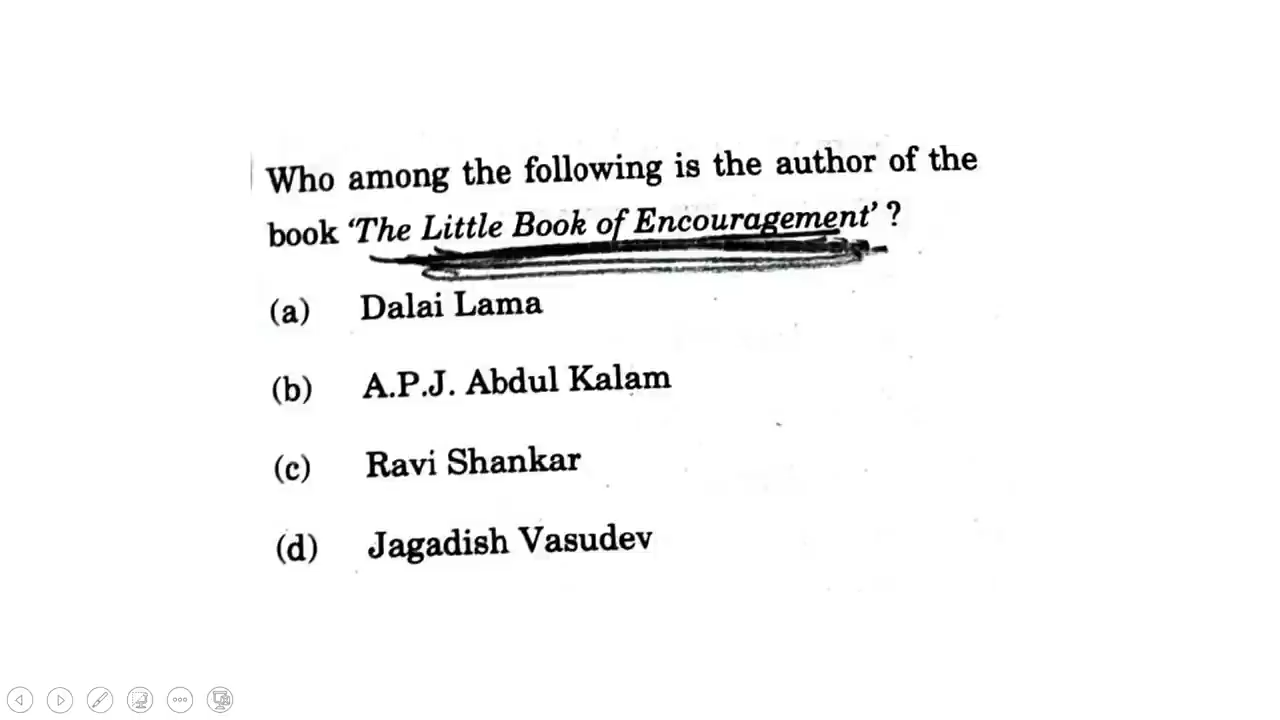 Who among the following is the author of the
book ‘The Little Book of Encouragement’ ?
(a) Dalai Lama
(b) A.P.J. Abdul Kalam
(c) Ravi Shankar
(d) Jagadish Vasudev